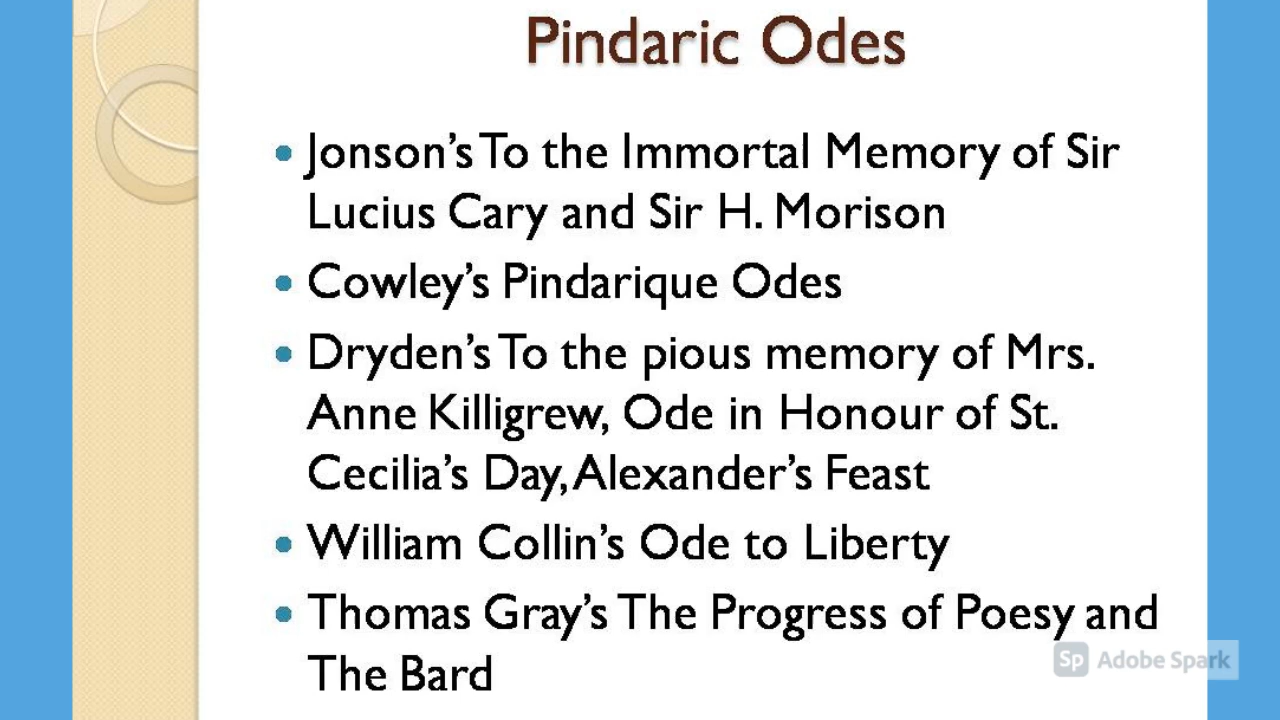 Pindaric Odes
Jonson's To the Immortal Memory of Sir
Lucius Cary and Sir H. Morison
Cowley's Pindarique Odes
Dryden's To the pious memory of Mrs.
Anne Killigrew, Ode in Honour of St.
Cecilia's Day, Alexander's Feast
William Collin's Ode to Liberty
Thomas Gray's The Progress of Poesy and
The Bard
Sp Adobe Spark